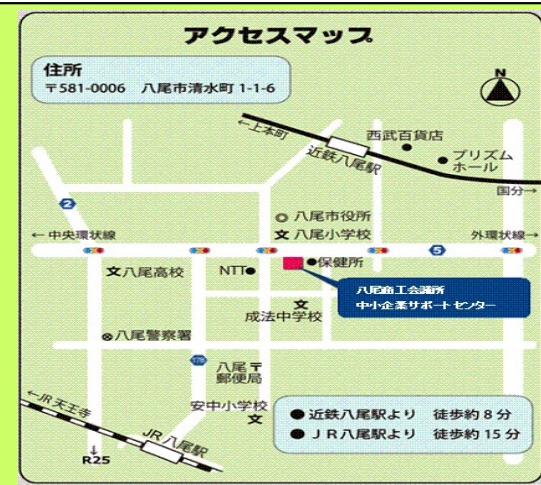 アクセスマップ
住所
〒581-0006 八尾市清水町 1-1-6
N
←上本町
近鉄八尾駅
西武百貨店
プリズム
ホール
国分→
2
◎八尾市役所
← 中央環状線
文八尾小学校
5
外環状線→
文八尾高校
NTT●
●保健所
八尾商工会議所
中小企業サポートセンター
文
成法中学校
八尾警察署
176
八尾〒
郵便局
←JR 天王寺
安中小学校
文
JR 八尾駅
↓
R25
●近鉄八尾駅より 徒歩約 8 分
●ＪＲ八尾駅より 徒歩約 15 分